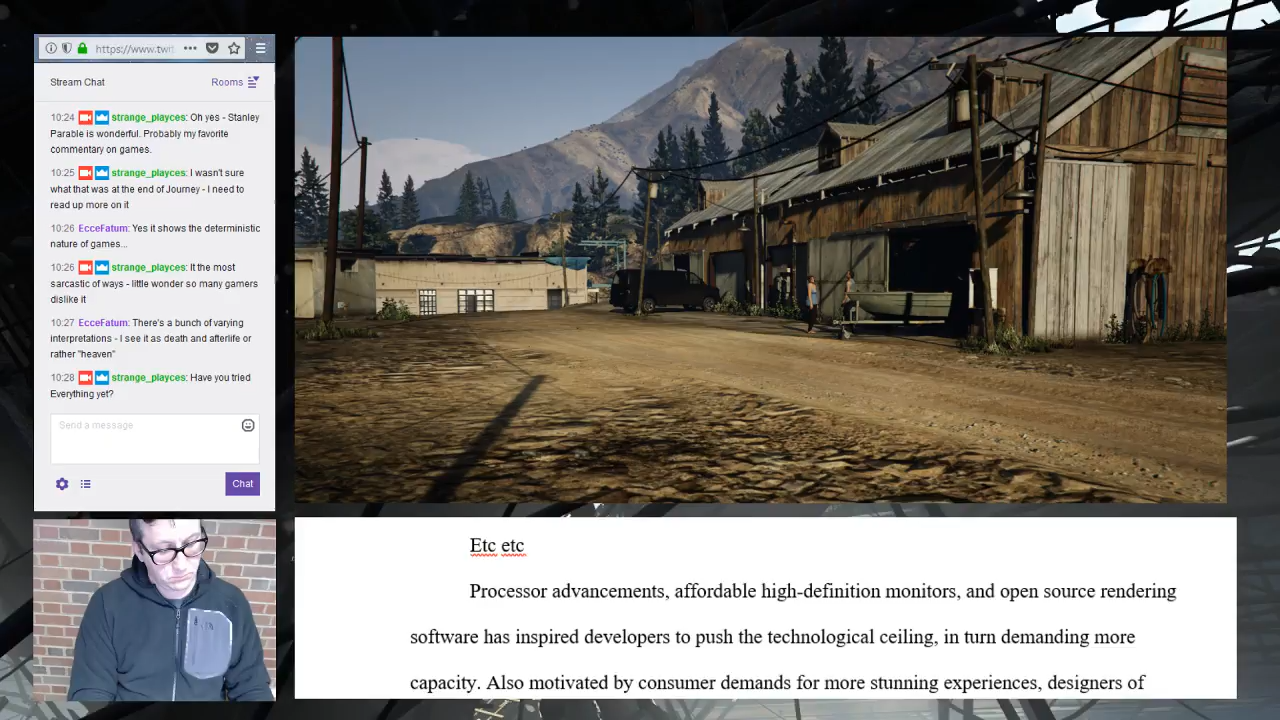 https://www.twi
Stream Chat
Rooms
10:24 strange_playces: Oh yes - Stanley
Parable is wonderful. Probably my favorite
commentary on games.
10:25 strange_playces: I wasn't sure
what that was at the end of Journey - I need to
read up more on it
10:26 EcceFatum: Yes it shows the deterministic
nature of games...
10:26 strange_playces: It the most
sarcastic of ways - little wonder so many gamers
dislike it
10:27 EcceFatum: There's a bunch of varying
interpretations - I see it as death and afterlife or
rather "heaven"
10:28 strange_playces: Have you tried
Everything yet?
Send a message
Chat
Etc etc
Processor advancements, affordable high-definition monitors, and open source rendering
software has inspired developers to push the technological ceiling, in turn demanding more
capacity. Also motivated by consumer demands for more stunning experiences, designers of